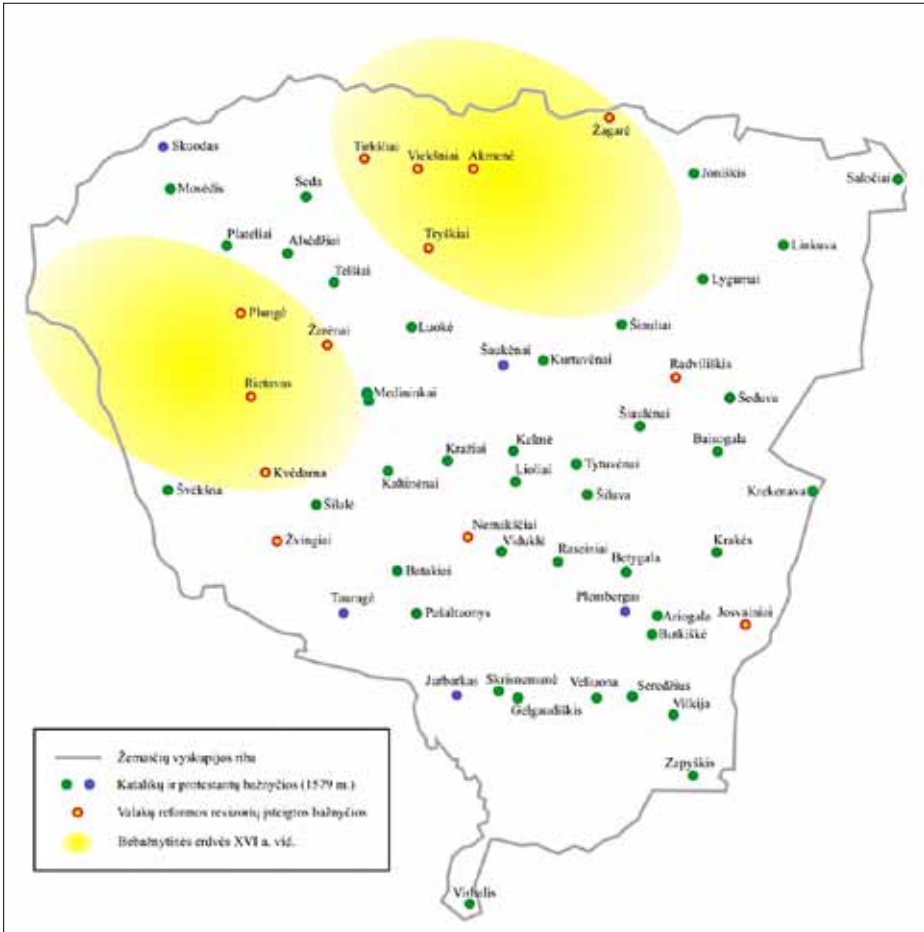 Žagarė
Skuodas
Tirkšliai
Viekšniai
Akmenė
Joniškis
Saločiai
Mosėdis
Seda
Plateliai
Alsėdžiai
Tryškiai
Linkuva
Telšiai
Lygumai
Plungė
Luokė
Šiauliai
Žarėnai
Šaukėnai
Kurtuvėnai
Radviliškis
Rietavas
Medininkai
Šeduva
Šiaulėnai
Kražiai
Kelmė
Baisogala
Kvėdarna
Kaltinėnai
Lioliai
Tytuvėnai
Švėkšna
Šilalė
Šiluva
Krekenava
Žvingiai
Nemakščiai
Viduklė
Raseiniai
Betygala
Krakės
Batakiai
Tauragė
Pašaltuonys
Plembergas
Ariogala
Josvainiai
Butkiškė
Jurbarkas
Skirsnemunė
Gelgaudiškis
Veliuona
Seredžius
Vilkija
Zapyškis
Žemaičių vyskupijos riba
Katalikų ir protestantų bažnyčios (1579 m.)
Valakų reformos revizorių įsteigtos bažnyčios
Bebažnytinės erdvės XVI a. vid.
Virbalis